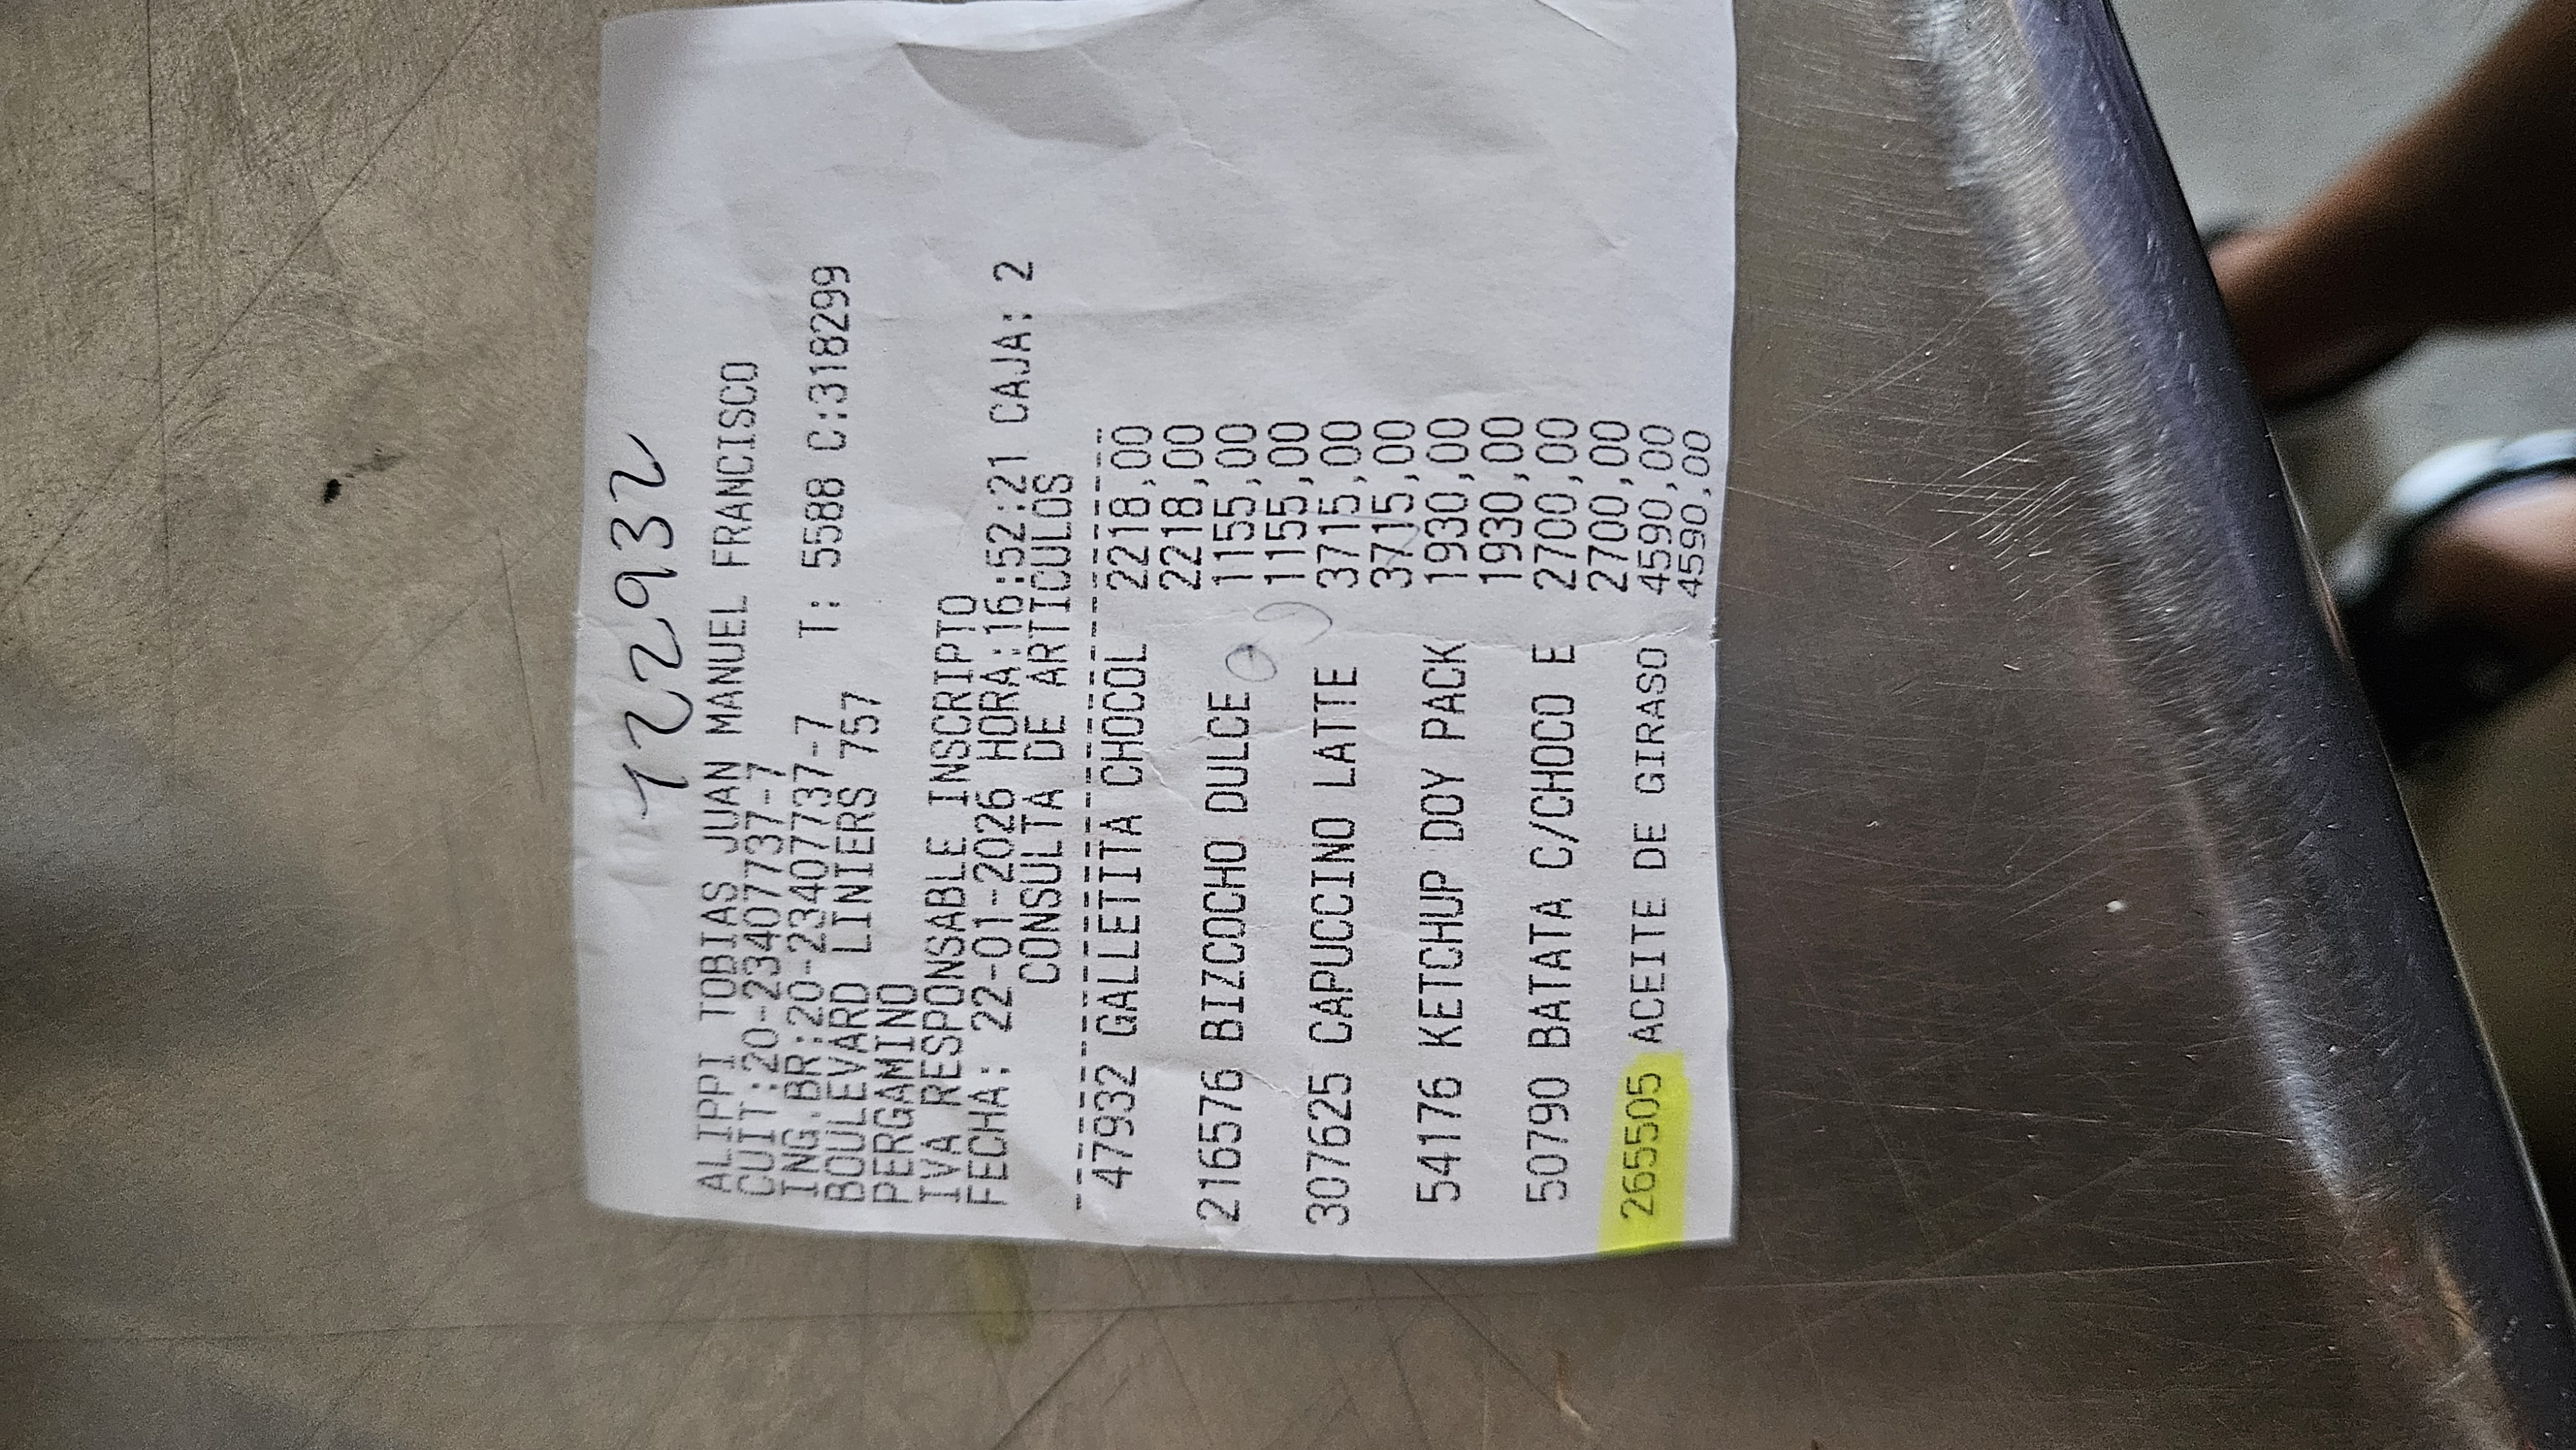 122932
ALIPPI TOBIAS JUAN MANUEL FRANCISCO
CUIT:20-23407737-7
ING.BR:20-23407737-7 T: 5588 C:318299
BOULEVARD LINIERS 757
PERGAMINO
IVA RESPONSABLE INSCRIPTO
FECHA: 22-01-2026 HORA:16:52:21 CAJA: 2
CONSULTA DE ARTICULOS
47932 GALLETITA CHOCOL 2218,00
2218,00
216576 BIZCOCHO DULCE 1155,00
1155,00
307625 CAPUCCINO LATTE 3715,00
3715,00
54176 KETCHUP DOY PACK 1930,00
1930,00
50790 BATATA C/CHOCO E 2700,00
2700,00
265505 ACEITE DE GIRASO 4590,00
4590,00